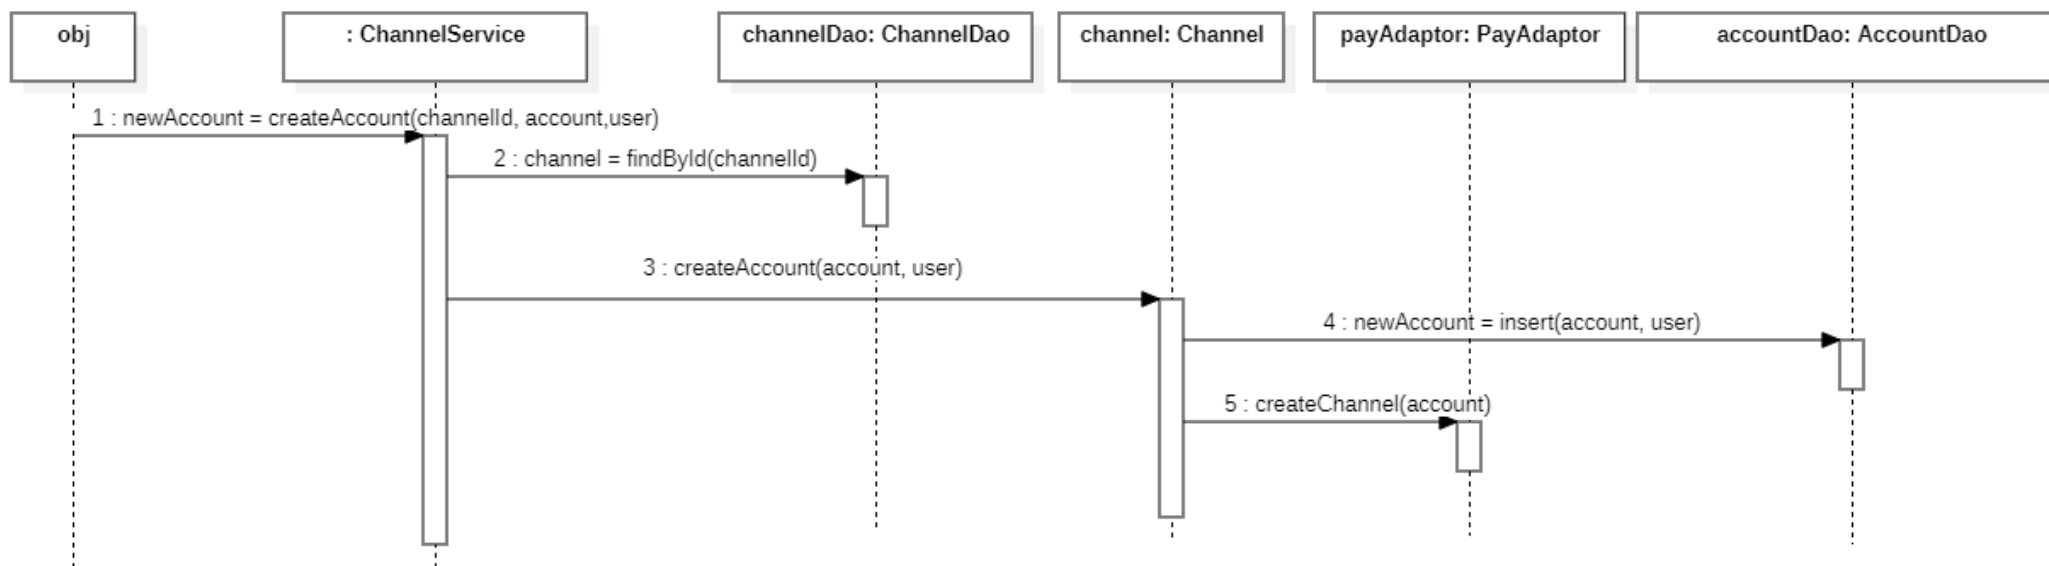 obj
: ChannelService
channelDao: ChannelDao
channel: Channel
payAdaptor: PayAdaptor
accountDao: AccountDao
1 : newAccount = createAccount(channelId, account,user)
2 : channel = findById(channelId)
3 : createAccount(account, user)
4 : newAccount = insert(account, user)
5 : createChannel(account)